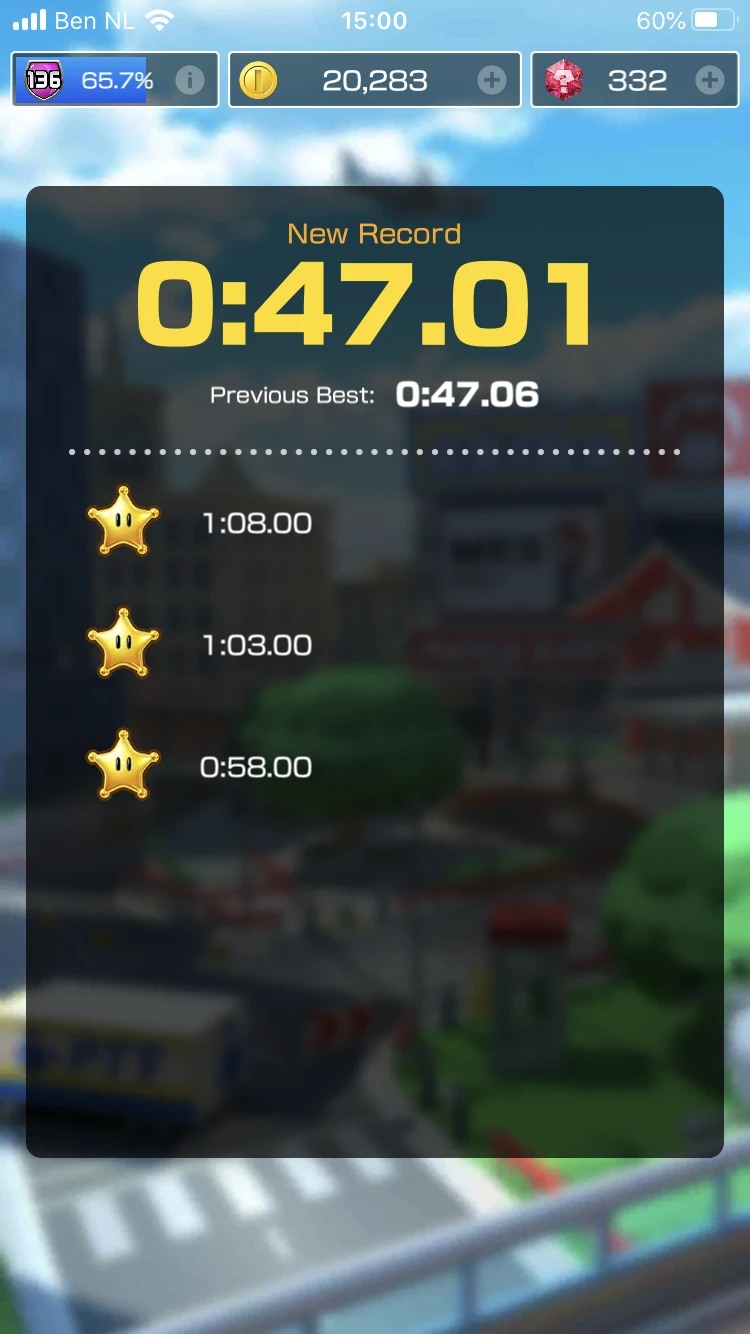 Ben NL 15:00 60%
136 65.7% i 20,283 + 332 +
New Record
0:47.01
Previous Best: 0:47.06
1:08.00
1:03.00
0:58.00